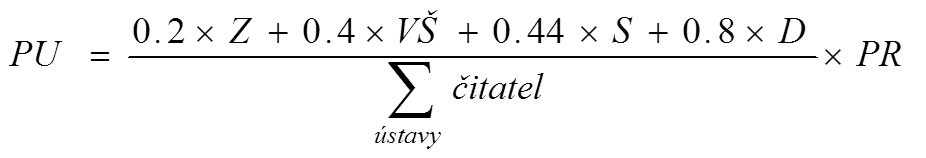 PU = 0.2 × Z + 0.4 × VŠ + 0.44 × S + 0.8 × D × PR
∑ čitatel
ústavy